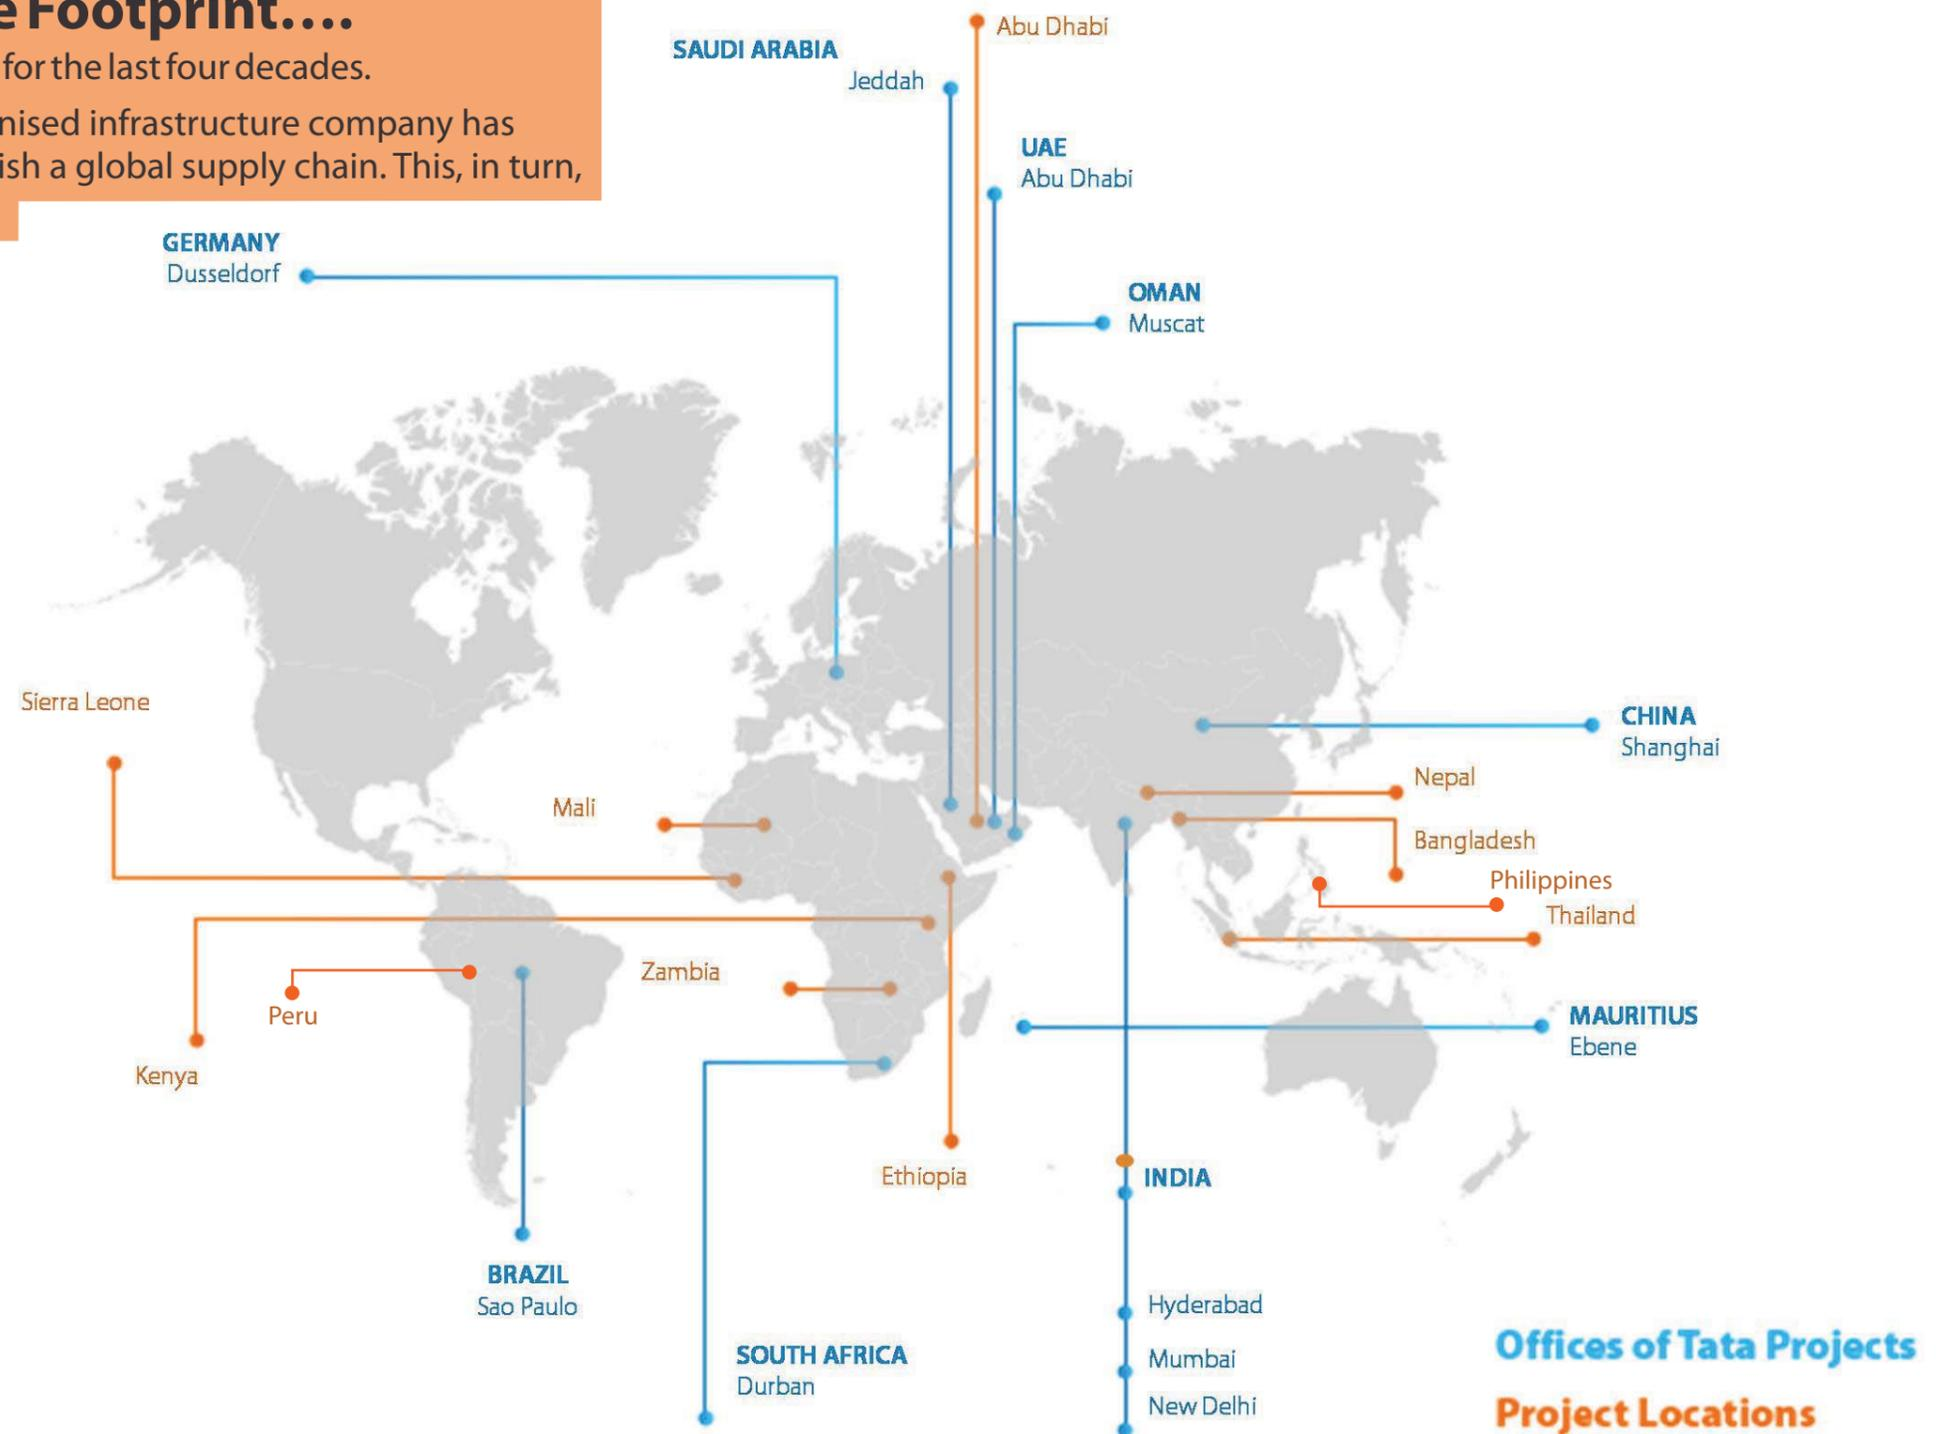 e Footprint....
for the last four decades.
nised infrastructure company has
ish a global supply chain. This, in turn,
Abu Dhabi
SAUDI ARABIA
Jeddah
UAE
Abu Dhabi
GERMANY
Dusseldorf
OMAN
Muscat
Sierra Leone
CHINA
Shanghai
Nepal
Mali
Bangladesh
Philippines
Thailand
Zambia
Peru
MAURITIUS
Ebene
Kenya
Ethiopia
INDIA
BRAZIL
Sao Paulo
Hyderabad
SOUTH AFRICA
Durban
Mumbai
New Delhi
Offices of Tata Projects
Project Locations